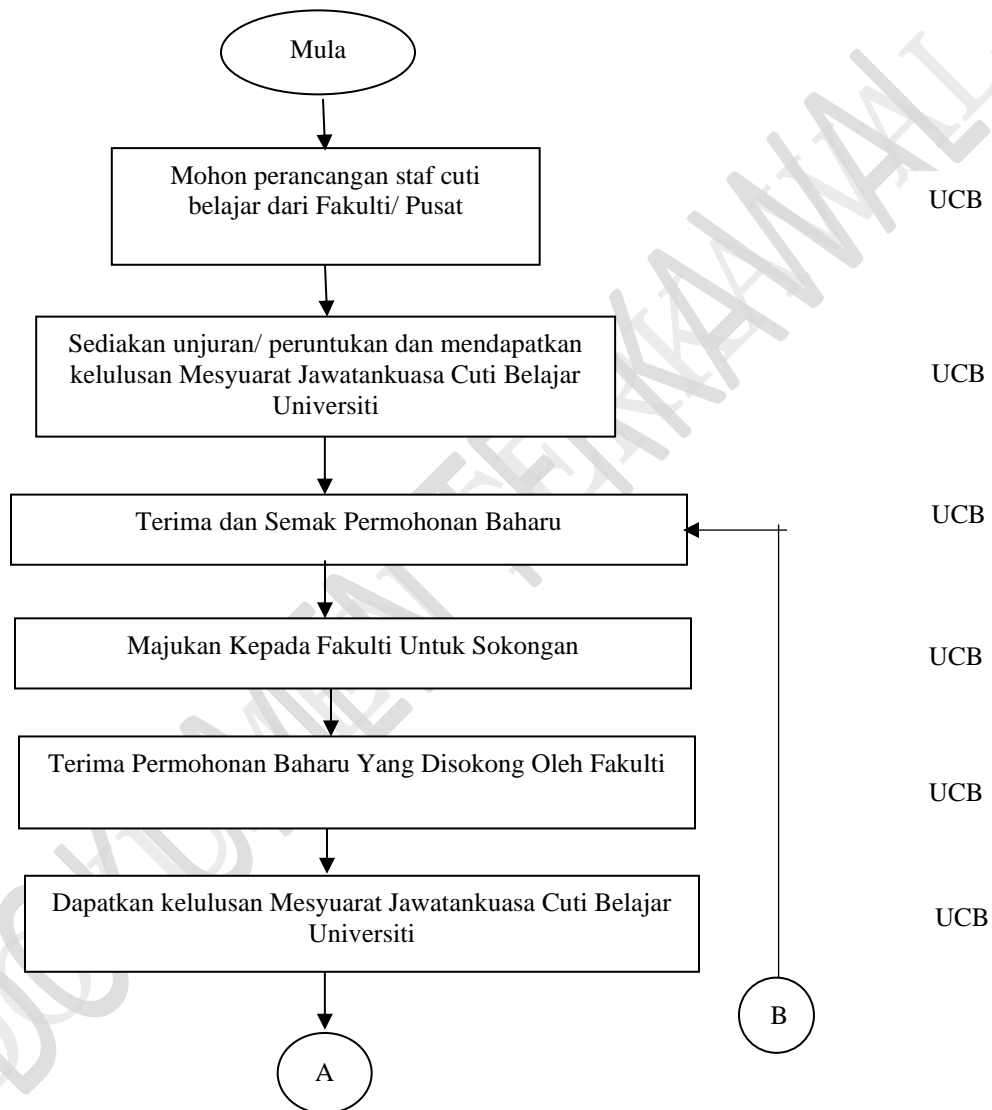 Mula
Mohon perancangan staf cuti
belajar dari Fakulti/ Pusat
UCB
Sediakan unjuran/ peruntukan dan mendapatkan
kelulusan Mesyuarat Jawatankuasa Cuti Belajar
Universiti
UCB
Terima dan Semak Permohonan Baharu
UCB
Majukan Kepada Fakulti Untuk Sokongan
UCB
Terima Permohonan Baharu Yang Disokong Oleh Fakulti
UCB
Dapatkan kelulusan Mesyuarat Jawatankuasa Cuti Belajar
Universiti
UCB
B
A
DOKUMEN TERKAWAL